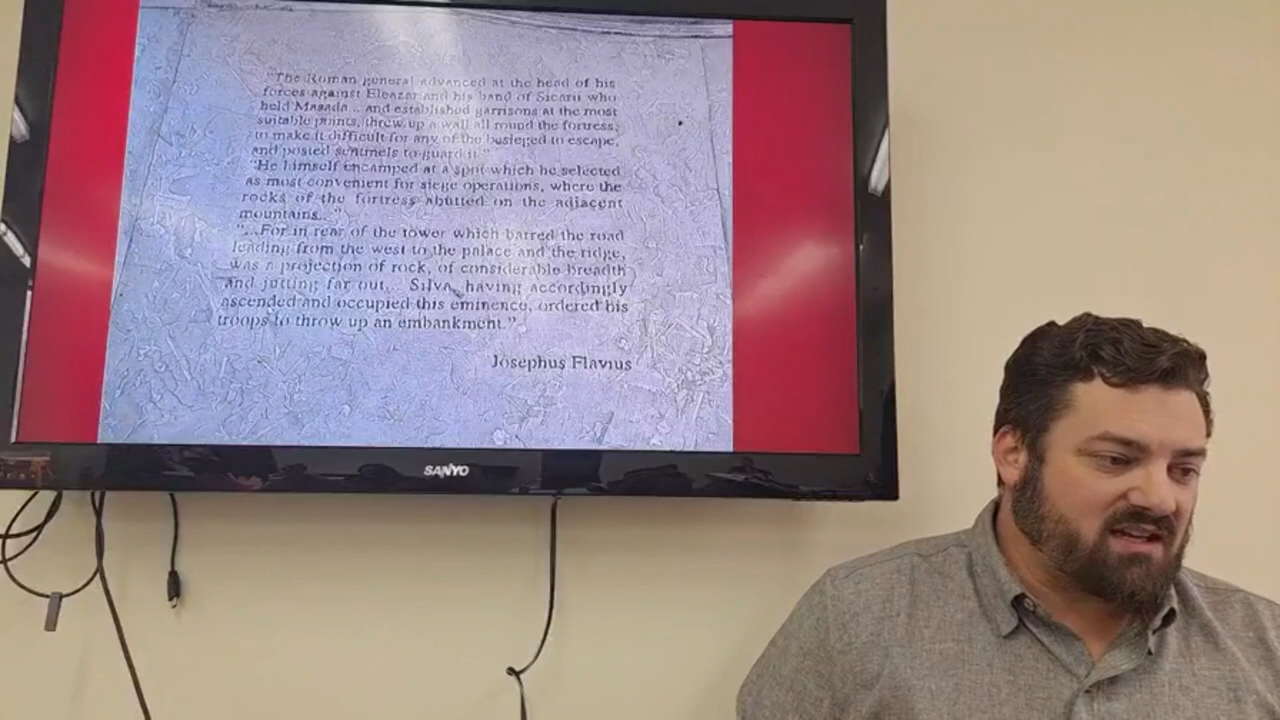 "The Roman general advanced at the head of his
forces against Eleazar and his band of Sicarii who
held Masada... and established garrisons at the most
suitable points, threw up a wall all round the fortress,
to make it difficult for any of the besieged to escape,
and posted sentinels to guard it."
"He himself encamped at a spot which he selected
as most convenient for siege operations, where the
rocks of the fortress abutted on the adjacent
mountains..."
"...For in rear of the tower which barred the road
leading from the west to the palace and the ridge,
was a projection of rock, of considerable breadth
and jutting far out... Silva, having accordingly
ascended and occupied this eminence, ordered his
troops to throw up an embankment."
Josephus Flavius
SANYO